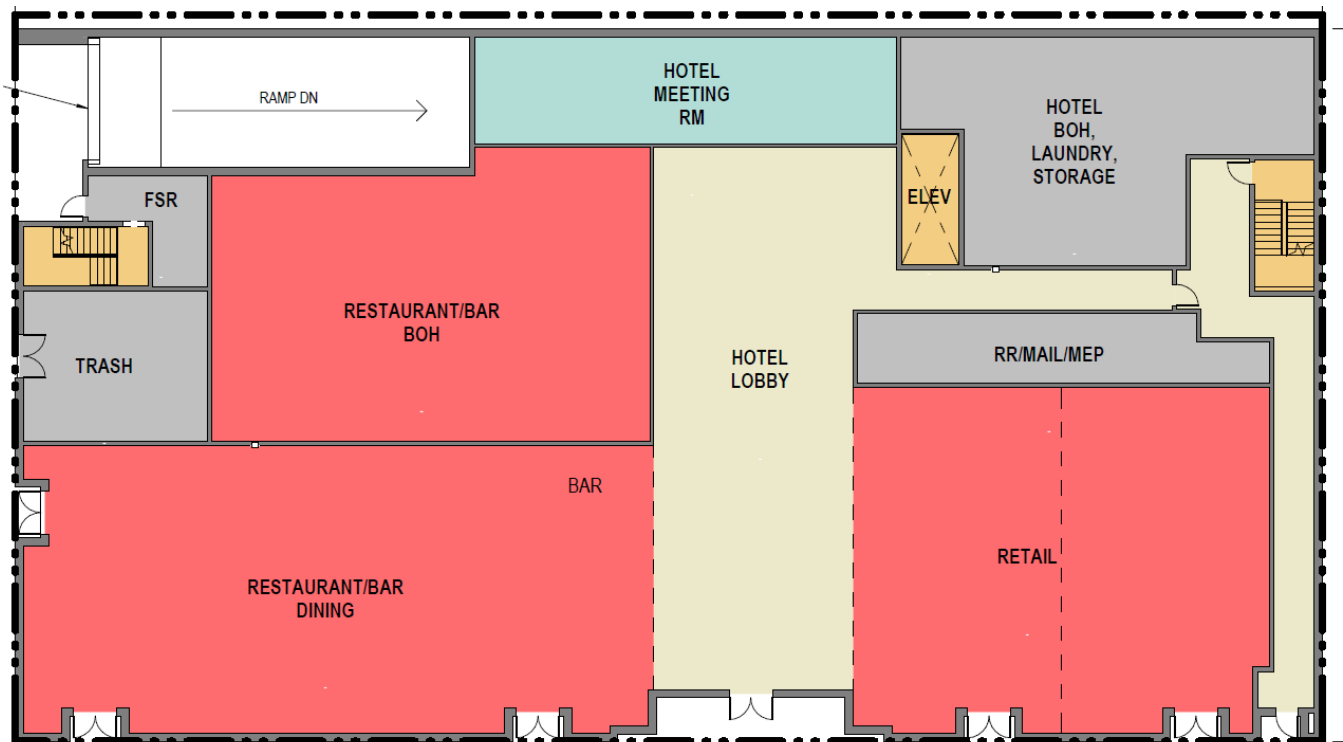 RAMP DN
HOTEL
MEETING
RM
HOTEL
BOH,
LAUNDRY,
STORAGE
FSR
ELEV
RESTAURANT/BAR
BOH
TRASH
HOTEL
LOBBY
RR/MAIL/MEP
BAR
RESTAURANT/BAR
DINING
RETAIL